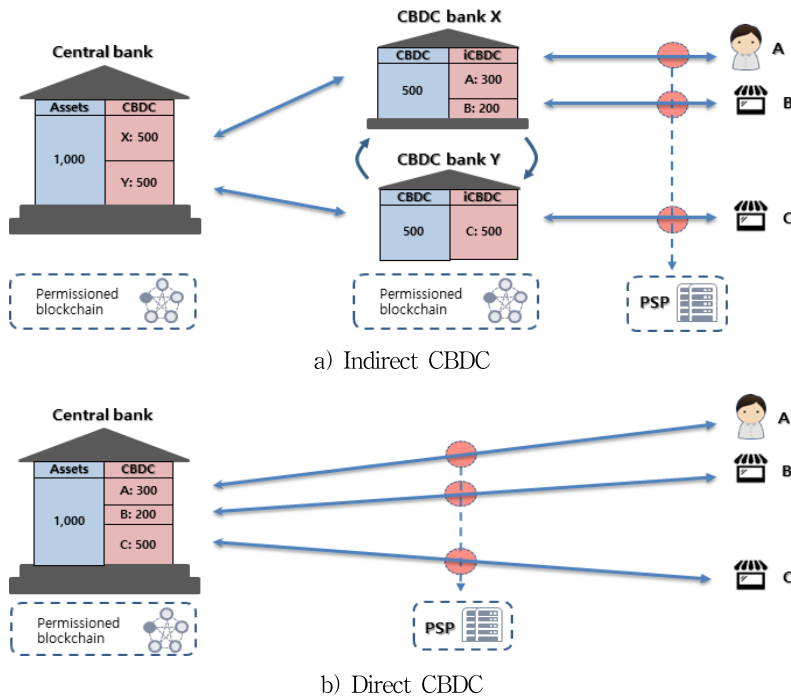 CBDC bank X
Central bank
CBDC iCBDC
A: 300
500
B: 200
A
B
Assets CBDC
X: 500
1,000
Y: 500
CBDC bank Y
CBDC iCBDC
500 C: 500
C
Permissioned
blockchain
Permissioned
blockchain
PSP
a) Indirect CBDC
Central bank
A
Assets CBDC
A: 300
B: 200
1,000
C: 500
B
C
Permissioned
blockchain
PSP
b) Direct CBDC